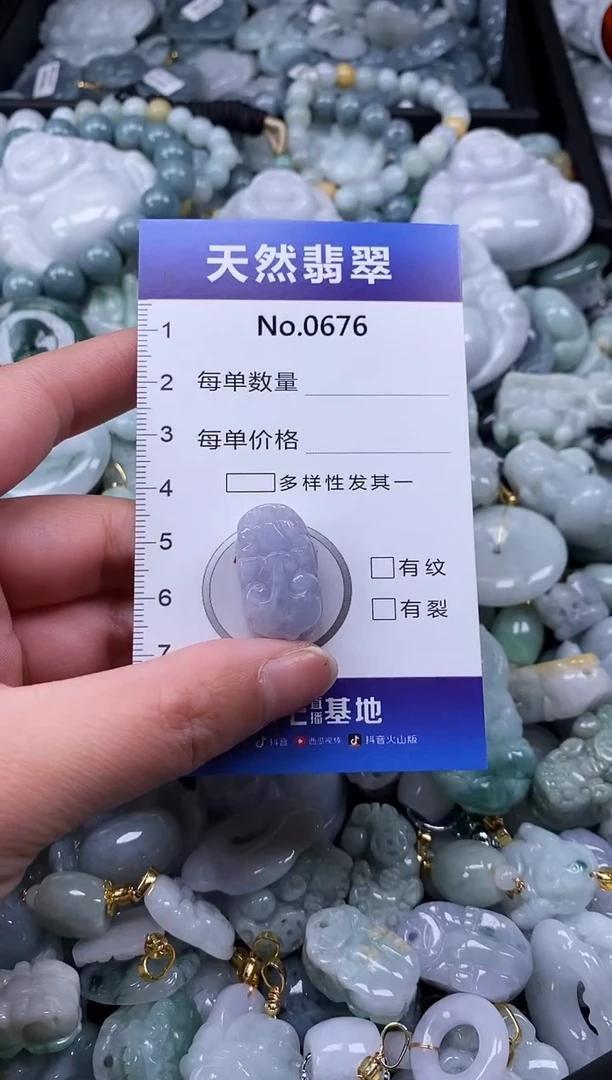 天然翡翠
No.0676
1
2 每单数量
3 每单价格
4 多样性发其一
5 有纹
6 有裂
7
直播基地
抖音 西瓜视频 抖音火山版